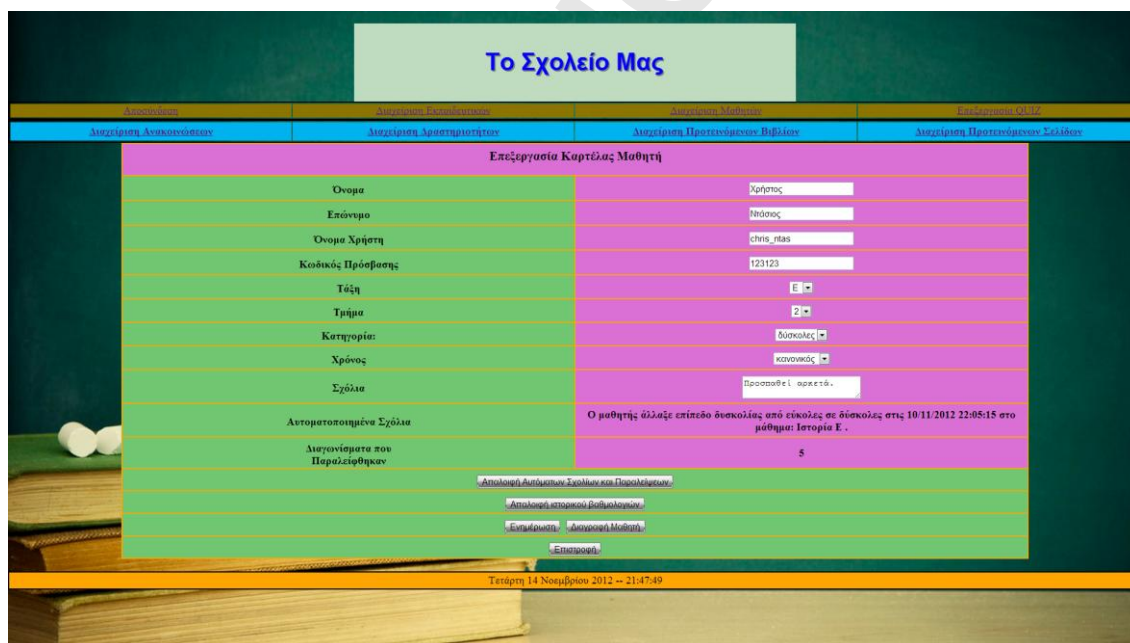 Το Σχολείο Μας
Αποσύνδεση Διαχείριση Εκπαιδευτικών Διαχείριση Μαθητών Επεξεργασία QUIZ
Διαχείριση Ανακοινώσεων Διαχείριση Δραστηριοτήτων Διαχείριση Προτεινόμενων Βιβλίων Διαχείριση Προτεινόμενων Σελίδων
Επεξεργασία Καρτέλας Μαθητή
Όνομα Χρήστος
Επώνυμο Ντάσιος
Όνομα Χρήστη chris_ntas
Κωδικός Πρόσβασης 123123
Τάξη Ε
Τμήμα 2
Κατηγορία: δύσκολες
Χρόνος κανονικός
Σχόλια Προσπαθεί αρκετά.
Αυτοματοποιημένα Σχόλια Ο μαθητής άλλαξε επίπεδο δυσκολίας από εύκολες σε δύσκολες στις 10/11/2012 22:05:15 στο
μάθημα: Ιστορία Ε .
Διαγωνίσματα που
Παραλείφθηκαν 5
Απαλοιφή Αυτόματων Σχολίων και Παραλείψεων
Απαλοιφή ιστορικού βαθμολογιών
Ενημέρωση Διαγραφή Μαθητή
Επιστροφή
Τετάρτη 14 Νοεμβρίου 2012 -- 21:47:49